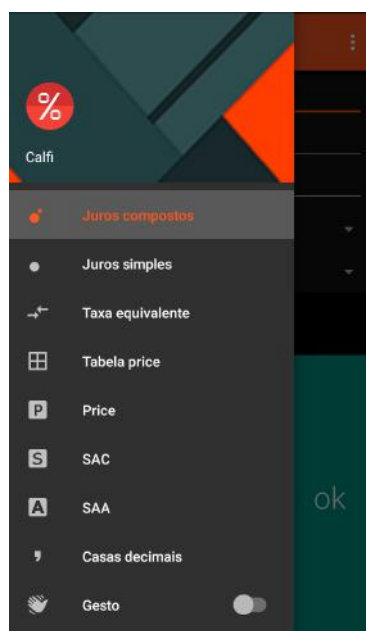 %
Calfi
Juros compostos
Juros simples
Taxa equivalente
Tabela price
P Price
S SAC
A SAA
, Casas decimais
Gesto
ok